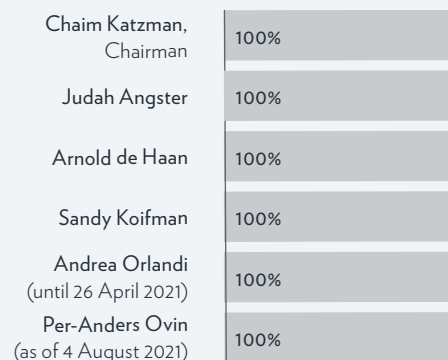 Chaim Katzman,
Chairman
100%
Judah Angster
100%
Arnold de Haan
100%
Sandy Koifman
100%
Andrea Orlandi
(until 26 April 2021)
100%
Per-Anders Ovin
(as of 4 August 2021)
100%